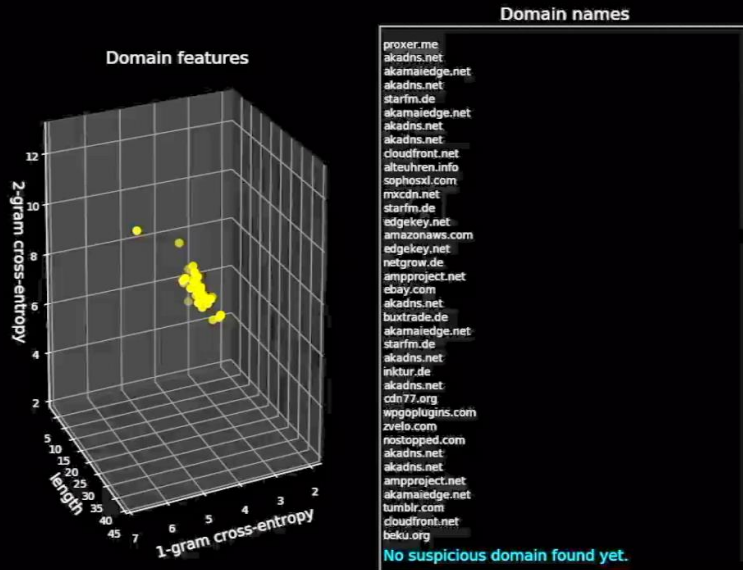 Domain features
12
10
8
6
4
2
2-gram cross-entropy
5
10
15
20
25
30
35
40
45
length
7
6
5
4
3
2
1-gram cross-entropy
Domain names
proxer.me
akadns.net
akamaiedge.net
akadns.net
starfm.de
akamaiedge.net
akadns.net
akadns.net
cloudfront.net
alteuhren.info
sophosxl.com
mxcdn.net
starfm.de
edgekey.net
amazonaws.com
edgekey.net
netgrow.de
ampproject.net
ebay.com
akadns.net
buxtrade.de
akamaiedge.net
starfm.de
akadns.net
inktur.de
akadns.net
cdn77.org
wpgoplugins.com
zvelo.com
nostopped.com
akadns.net
akadns.net
ampproject.net
akamaiedge.net
tumblr.com
cloudfront.net
beku.org
No suspicious domain found yet.